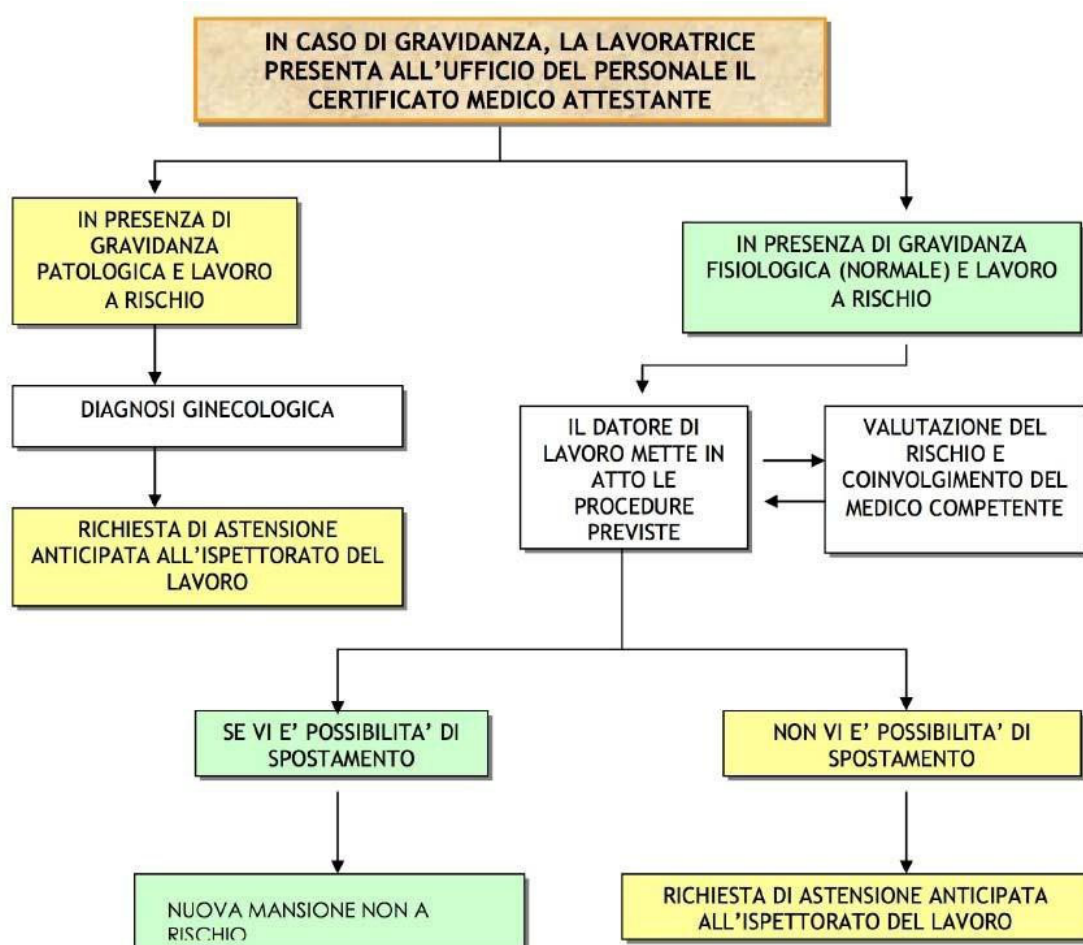 IN CASO DI GRAVIDANZA, LA LAVORATRICE
PRESENTA ALL'UFFICIO DEL PERSONALE IL
CERTIFICATO MEDICO ATTESTANTE
IN PRESENZA DI
GRAVIDANZA
PATOLOGICA E LAVORO
A RISCHIO
IN PRESENZA DI GRAVIDANZA
FISIOLOGICA (NORMALE) E LAVORO
A RISCHIO
DIAGNOSI GINECOLOGICA
IL DATORE DI
LAVORO METTE IN
ATTO LE
PROCEDURE
PREVISTE
VALUTAZIONE DEL
RISCHIO E
COINVOLGIMENTO DEL
MEDICO COMPETENTE
RICHIESTA DI ASTENSIONE
ANTICIPATA ALL'ISPETTORATO DEL
LAVORO
SE VI E' POSSIBILITA' DI
SPOSTAMENTO
NON VI E' POSSIBILITA' DI
SPOSTAMENTO
NUOVA MANSIONE NON A
RISCHIO
RICHIESTA DI ASTENSIONE ANTICIPATA
ALL'ISPETTORATO DEL LAVORO